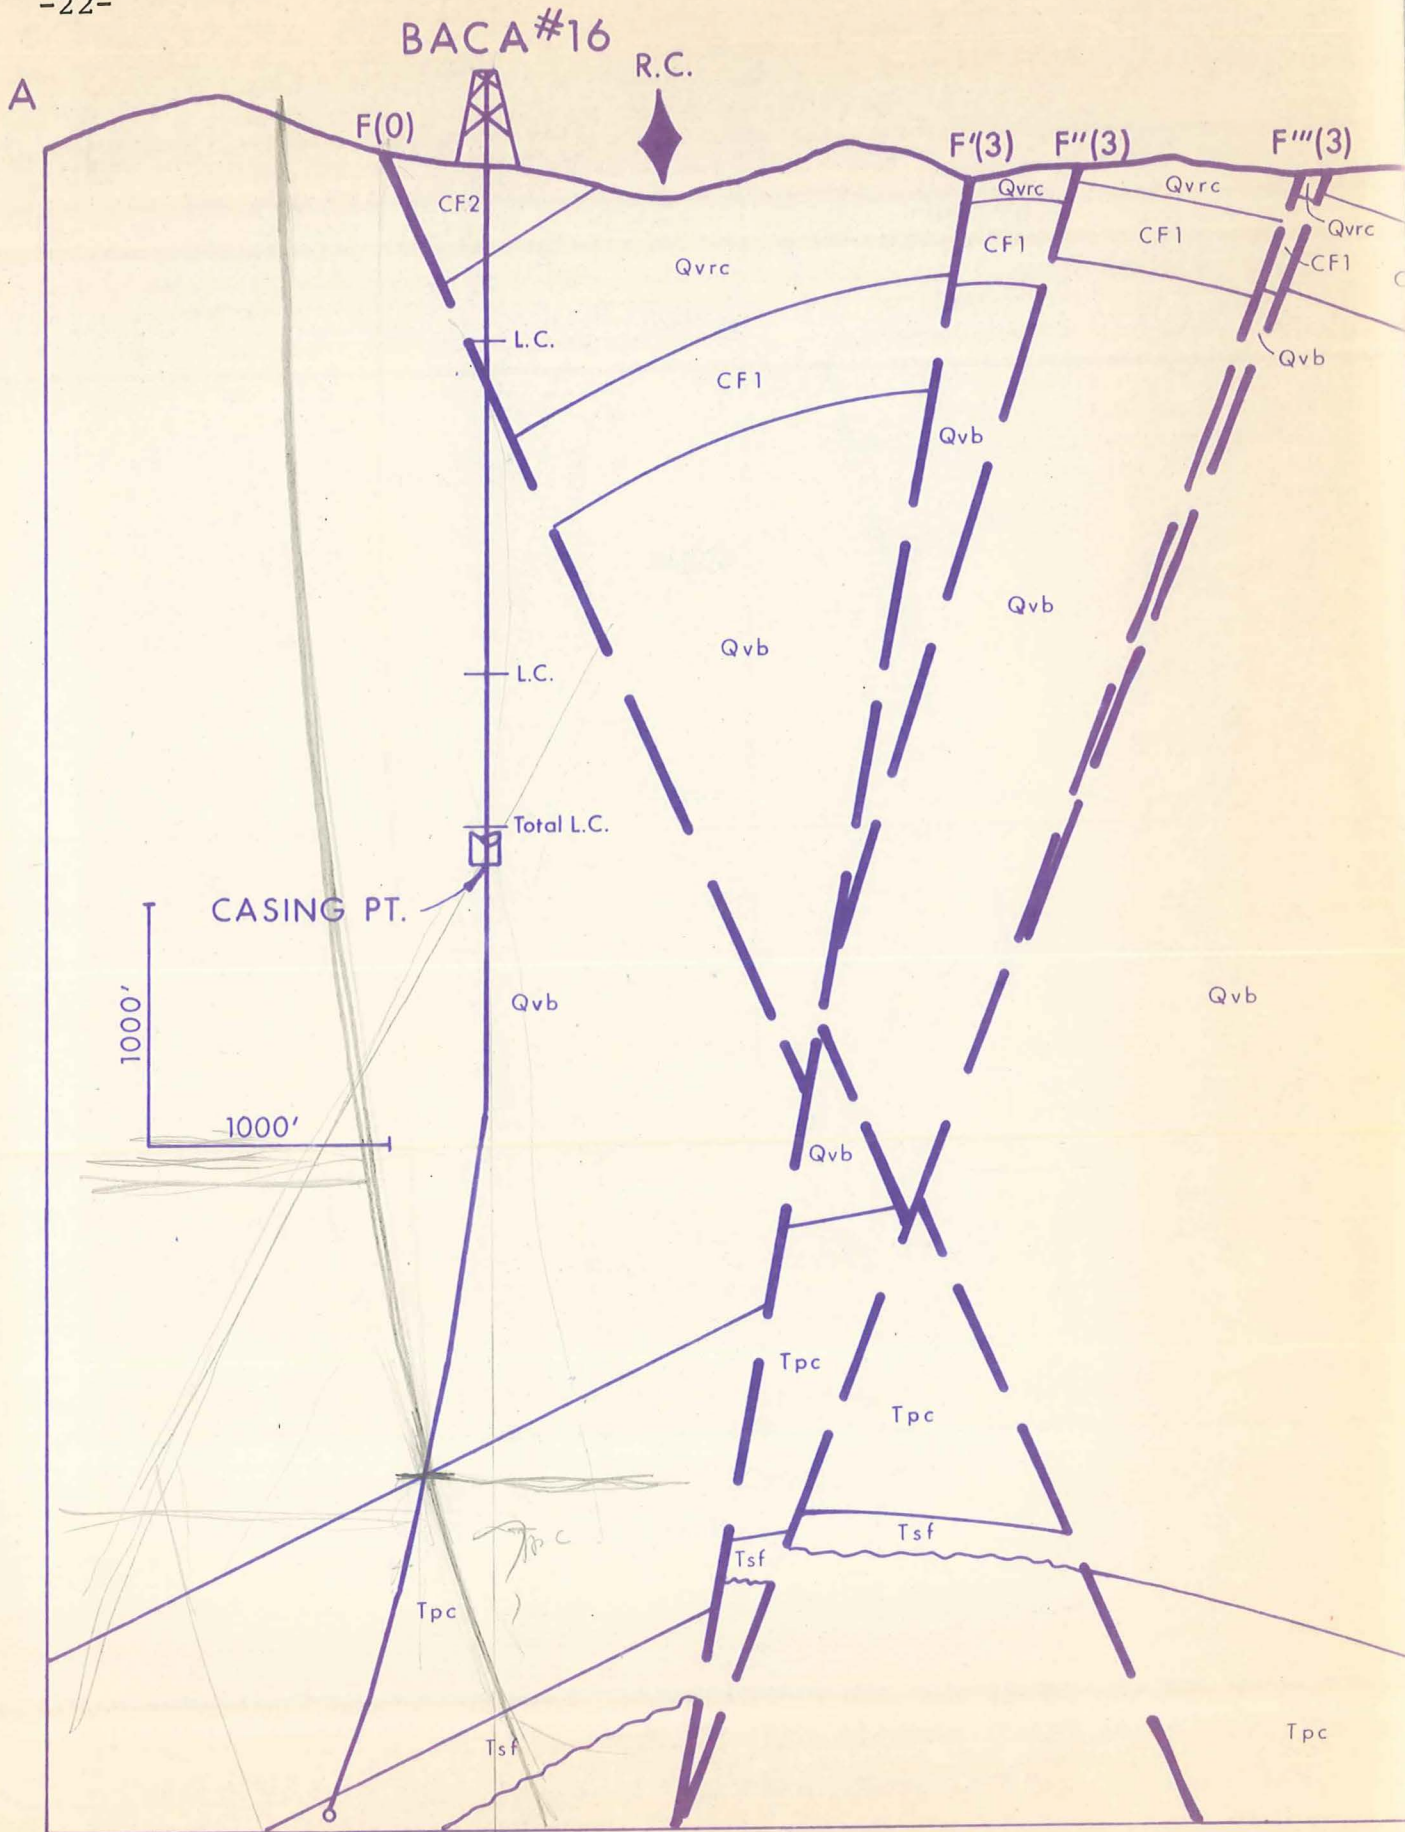 -22-
BACA #16
R.C.
A
F(0)
F'(3)
F''(3)
F'''(3)
CF2
Qvrc
Qvrc
Qvrc
CF1
CF1
CF1
Qvrc
L.C.
CF1
Qvb
Qvb
Qvb
Qvb
L.C.
Total L.C.
CASING PT.
1000'
1000'
Qvb
Qvb
Qvb
Tpc
Tpc
Tsf
Tsf
Tpc
Tpc
Tsf
Tpc